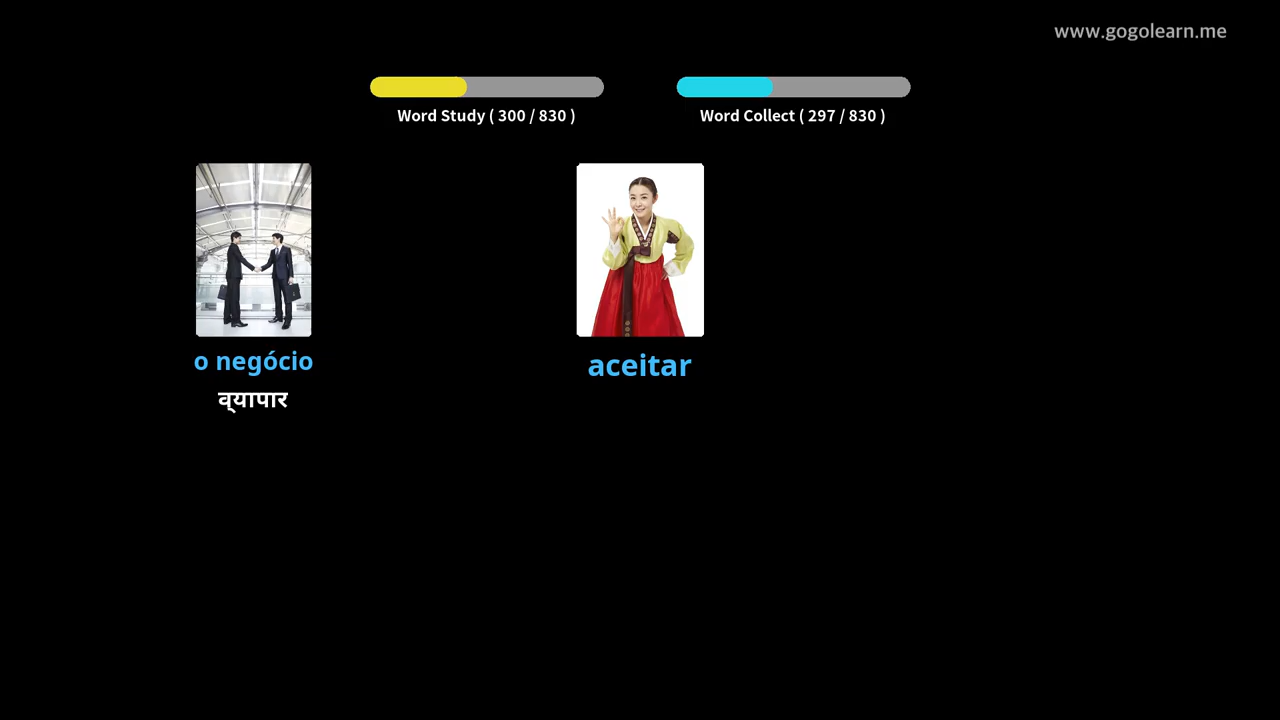 www.gogolearn.me
Word Study ( 300 / 830 )
Word Collect ( 297 / 830 )
o negócio
व्यापार
aceitar